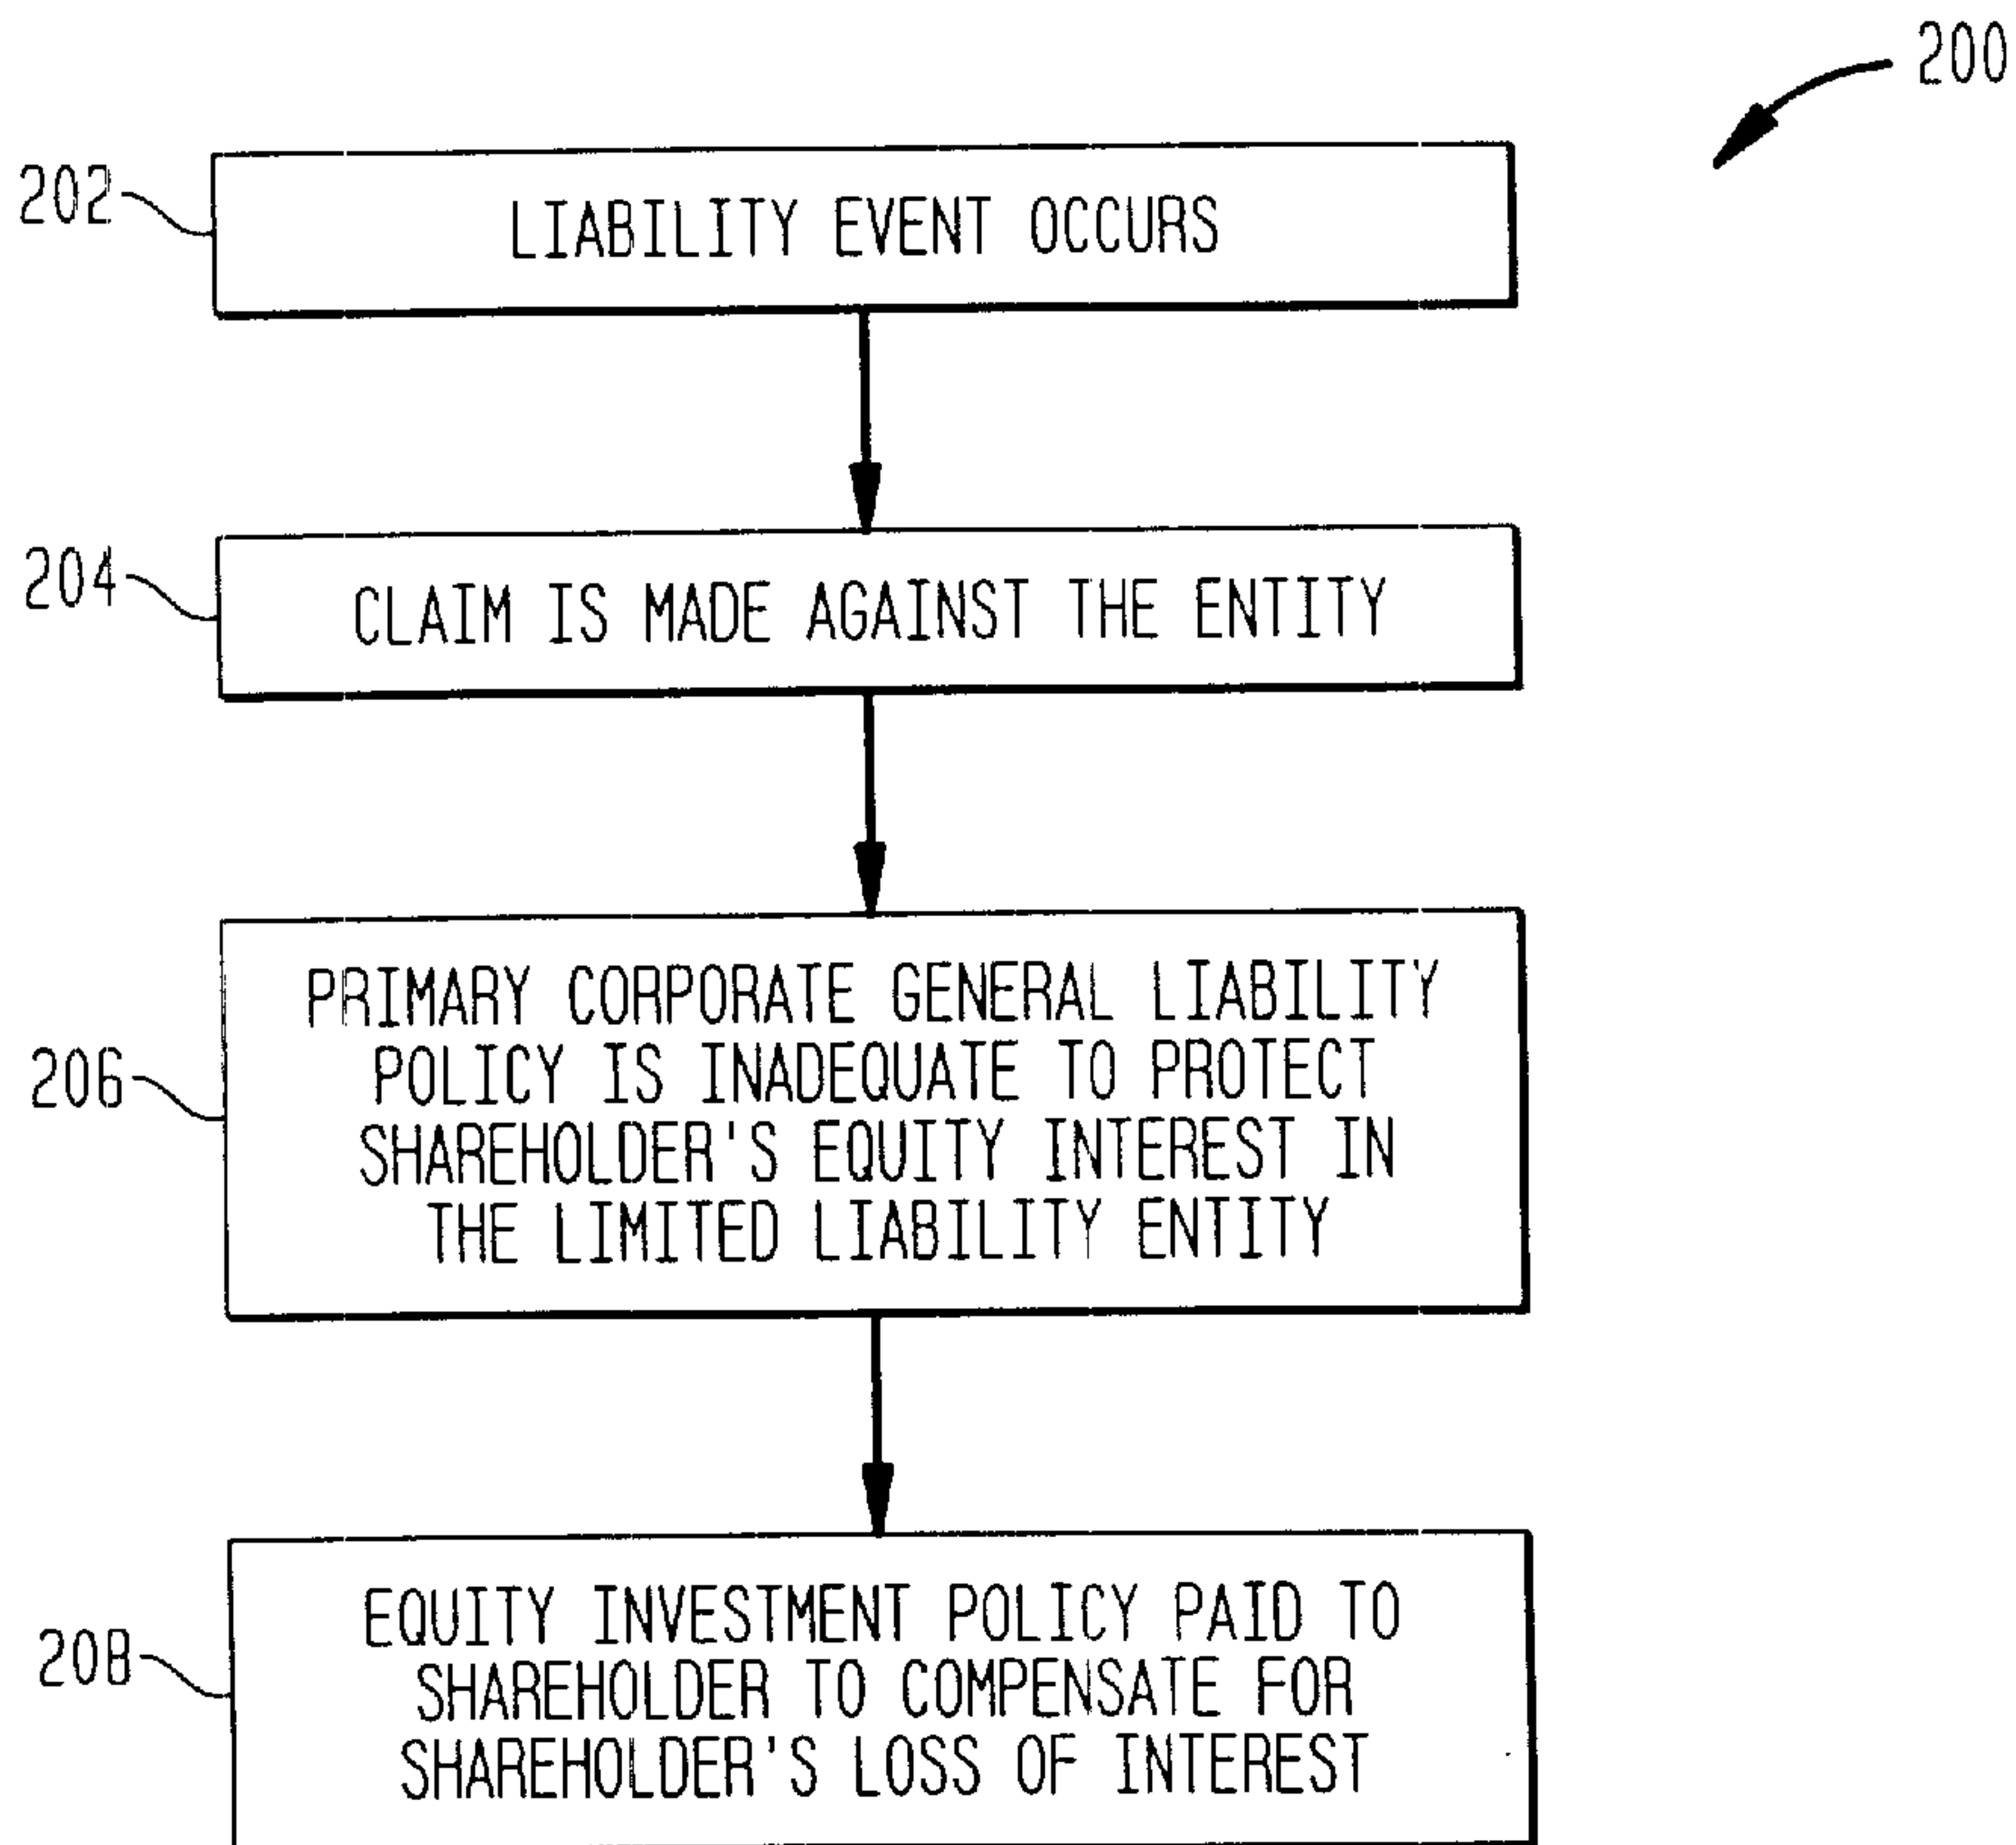 200
202
LIABILITY EVENT OCCURS
204
CLAIM IS MADE AGAINST THE ENTITY
206
PRIMARY CORPORATE GENERAL LIABILITY
POLICY IS INADEQUATE TO PROTECT
SHAREHOLDER'S EQUITY INTEREST IN
THE LIMITED LIABILITY ENTITY
208
EQUITY INVESTMENT POLICY PAID TO
SHAREHOLDER TO COMPENSATE FOR
SHAREHOLDER'S LOSS OF INTEREST